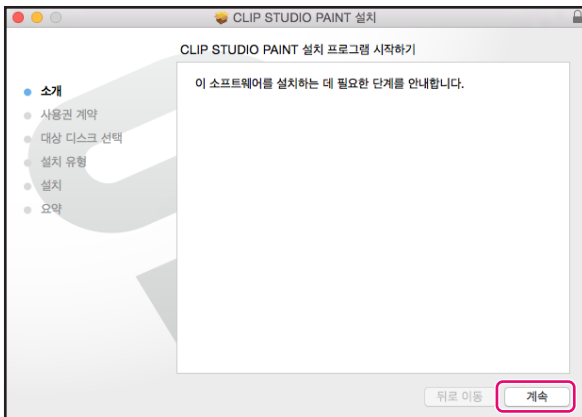 CLIP STUDIO PAINT 설치
CLIP STUDIO PAINT 설치 프로그램 시작하기
소개
사용권 계약
대상 디스크 선택
설치 유형
설치
요약
이 소프트웨어를 설치하는 데 필요한 단계를 안내합니다.
뒤로 이동
계속